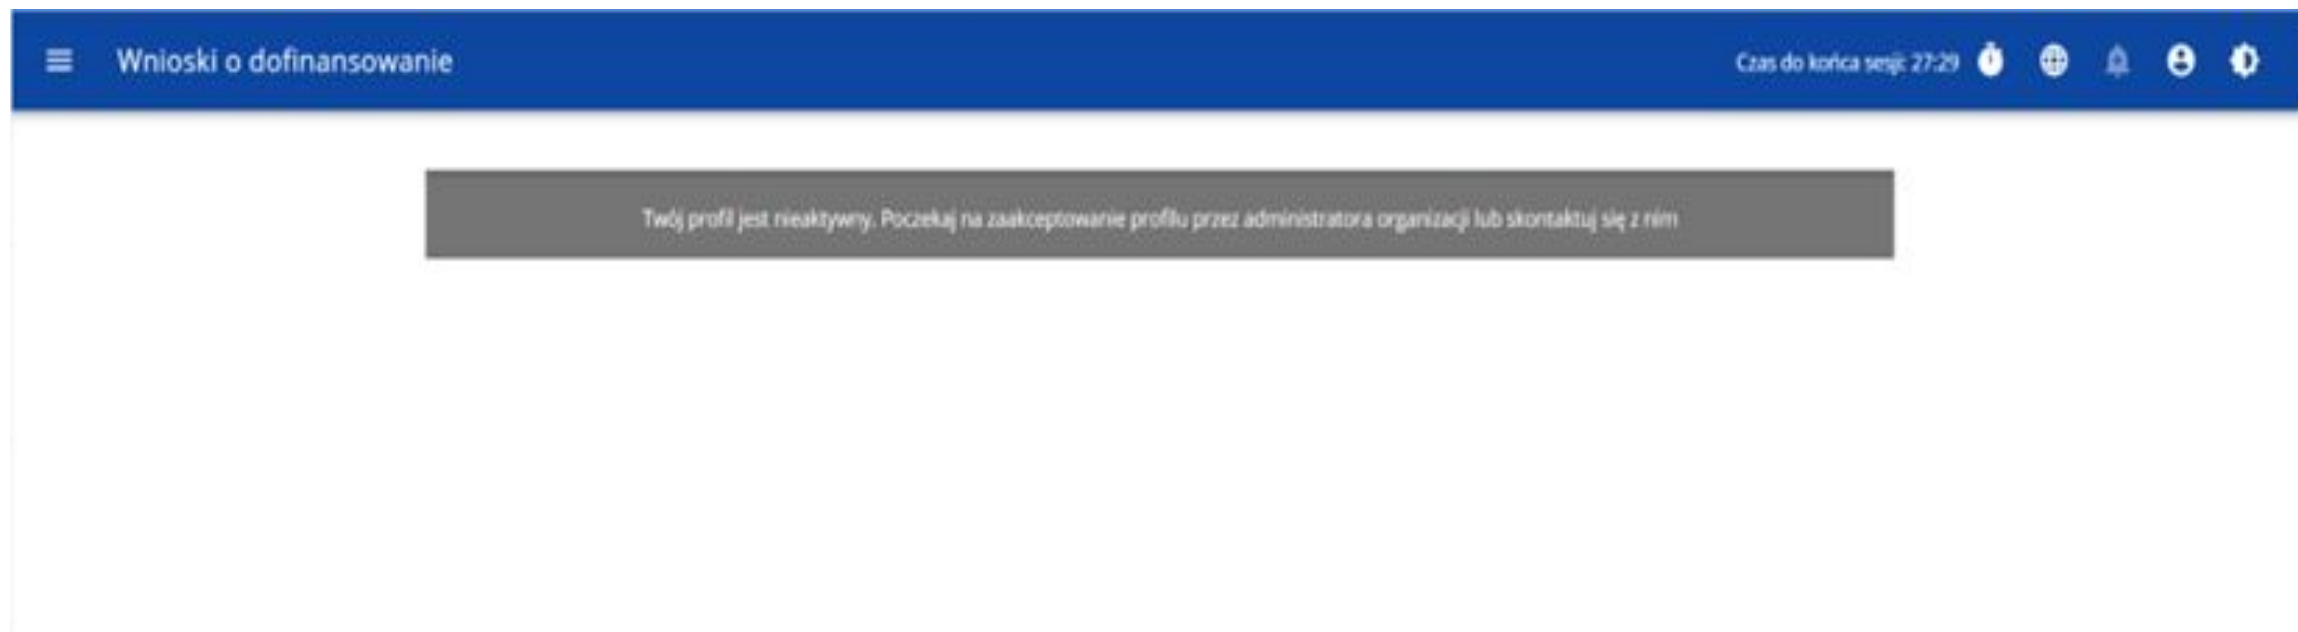 Wnioski o dofinansowanie
Czas do końca sesji: 27:29
Twój profil jest nieaktywny. Poczekaj na zaakceptowanie profilu przez administratora organizacji lub skontaktuj się z nim